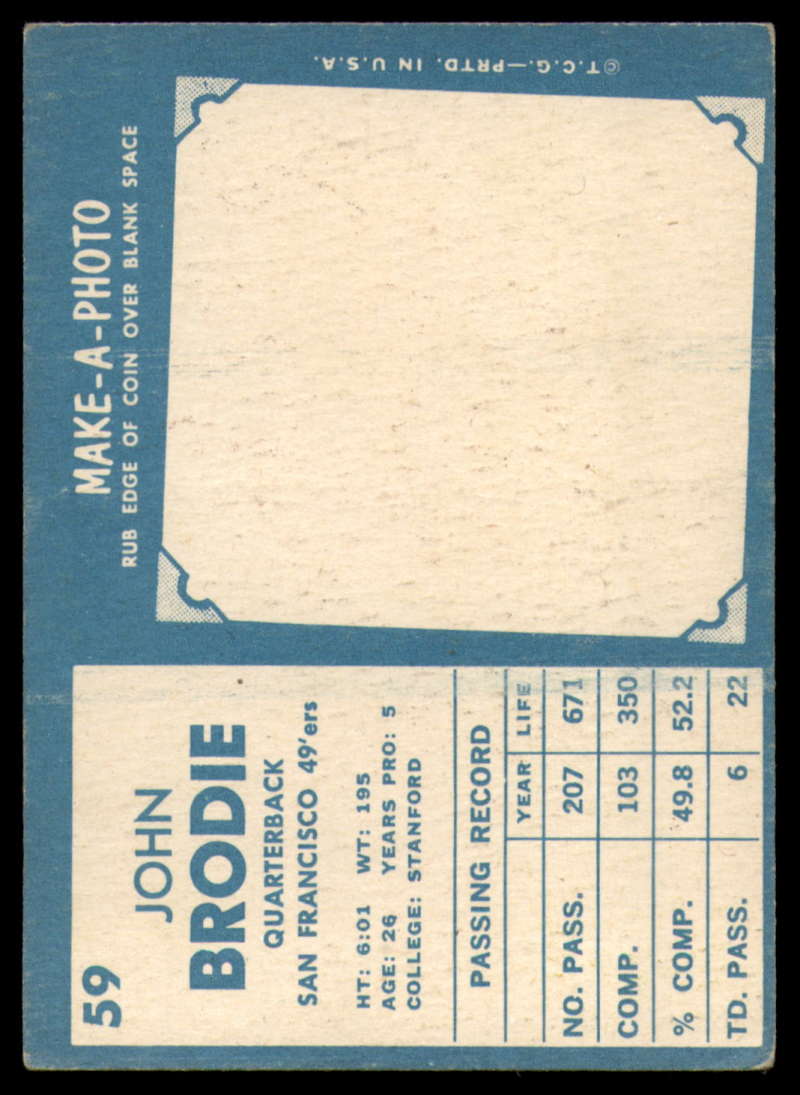 59
JOHN
BRODIE
QUARTERBACK
SAN FRANCISCO 49'ers
HT: 6:01 WT: 195
AGE: 26 YEARS PRO: 5
COLLEGE: STANFORD
PASSING RECORD
YEAR LIFE
NO. PASS. 207 671
COMP. 103 350
% COMP. 49.8 52.2
TD. PASS. 6 22
MAKE-A-PHOTO
RUB EDGE OF COIN OVER BLANK SPACE
©T.C.G.—PRTD. IN U.S.A.